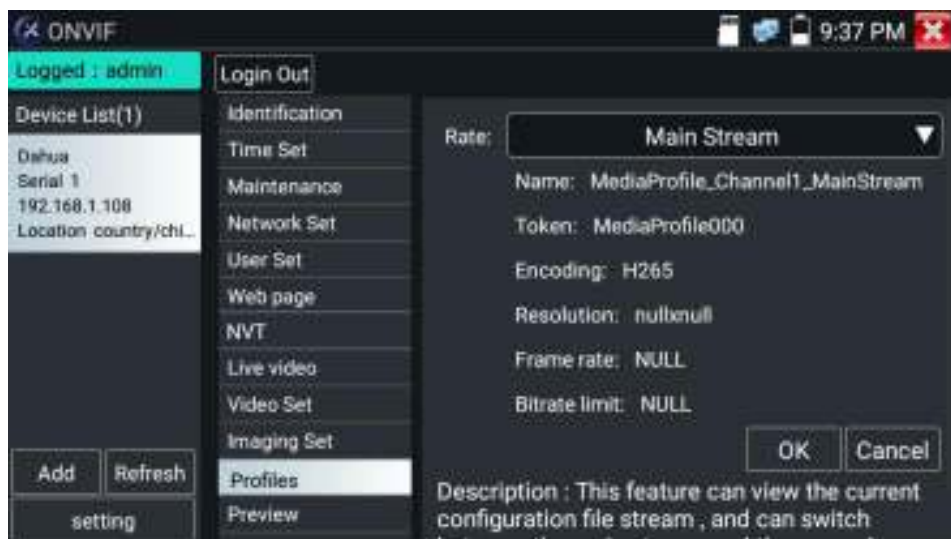 ONVIF
9:37 PM
Logged : admin
Login Out
Device List(1)
Dahua
Serial 1
192.168.1.108
Location country/chi...
Add
Refresh
setting
Identification
Time Set
Maintenance
Network Set
User Set
Web page
NVT
Live video
Video Set
Imaging Set
Profiles
Preview
Rate:
Main Stream
Name: MediaProfile_Channel1_MainStream
Token: MediaProfile000
Encoding: H265
Resolution: nullxnull
Frame rate: NULL
Bitrate limit: NULL
OK
Cancel
Description : This feature can view the current
configuration file stream , and can switch